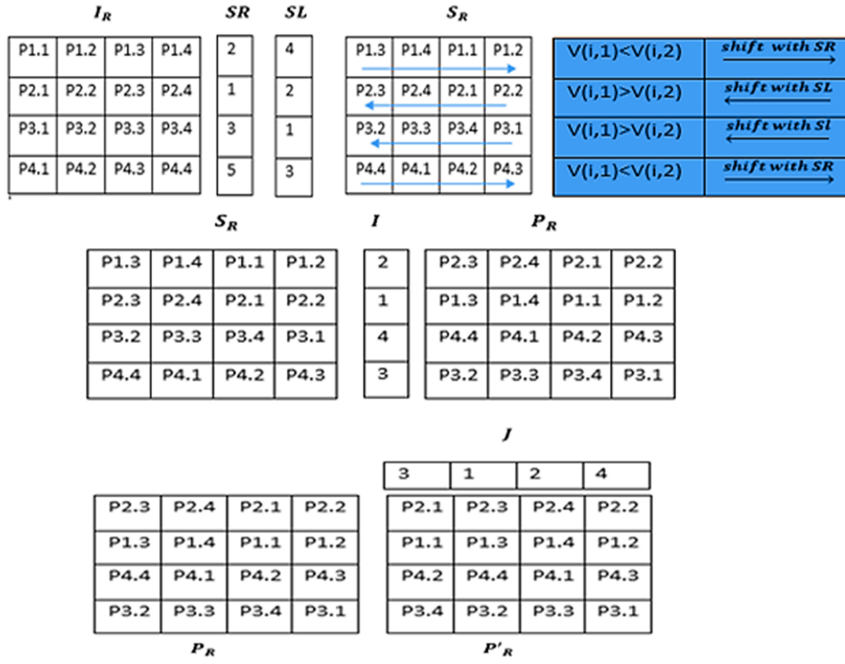 I_R SR SL S_R
P1.1 P1.2 P1.3 P1.4 2 4 P1.3 P1.4 P1.1 P1.2 V(i,1)<V(i,2) shift with SR
P2.1 P2.2 P2.3 P2.4 1 2 P2.3 P2.4 P2.1 P2.2 V(i,1)>V(i,2) shift with SL
P3.1 P3.2 P3.3 P3.4 3 1 P3.2 P3.3 P3.4 P3.1 V(i,1)>V(i,2) shift with Sl
P4.1 P4.2 P4.3 P4.4 5 3 P4.4 P4.1 P4.2 P4.3 V(i,1)<V(i,2) shift with SR
S_R I P_R
P1.3 P1.4 P1.1 P1.2 2 P2.3 P2.4 P2.1 P2.2
P2.3 P2.4 P2.1 P2.2 1 P1.3 P1.4 P1.1 P1.2
P3.2 P3.3 P3.4 P3.1 4 P4.4 P4.1 P4.2 P4.3
P4.4 P4.1 P4.2 P4.3 3 P3.2 P3.3 P3.4 P3.1
J
3 1 2 4
P2.3 P2.4 P2.1 P2.2 P2.1 P2.3 P2.4 P2.2
P1.3 P1.4 P1.1 P1.2 P1.1 P1.3 P1.4 P1.2
P4.4 P4.1 P4.2 P4.3 P4.2 P4.4 P4.1 P4.3
P3.2 P3.3 P3.4 P3.1 P3.4 P3.2 P3.3 P3.1
P_R P'_R